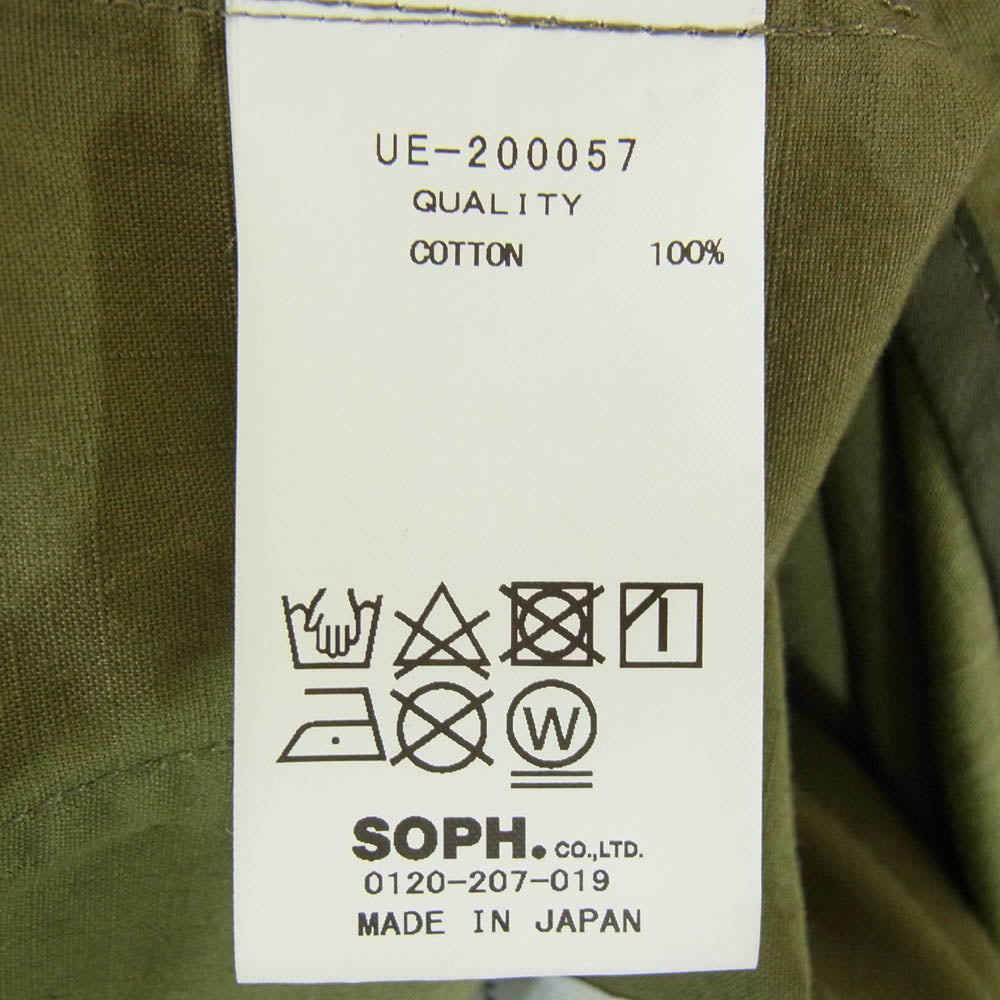 UE-200057
QUALITY
COTTON 100%
W
SOPH. CO.,LTD.
0120-207-019
MADE IN JAPAN